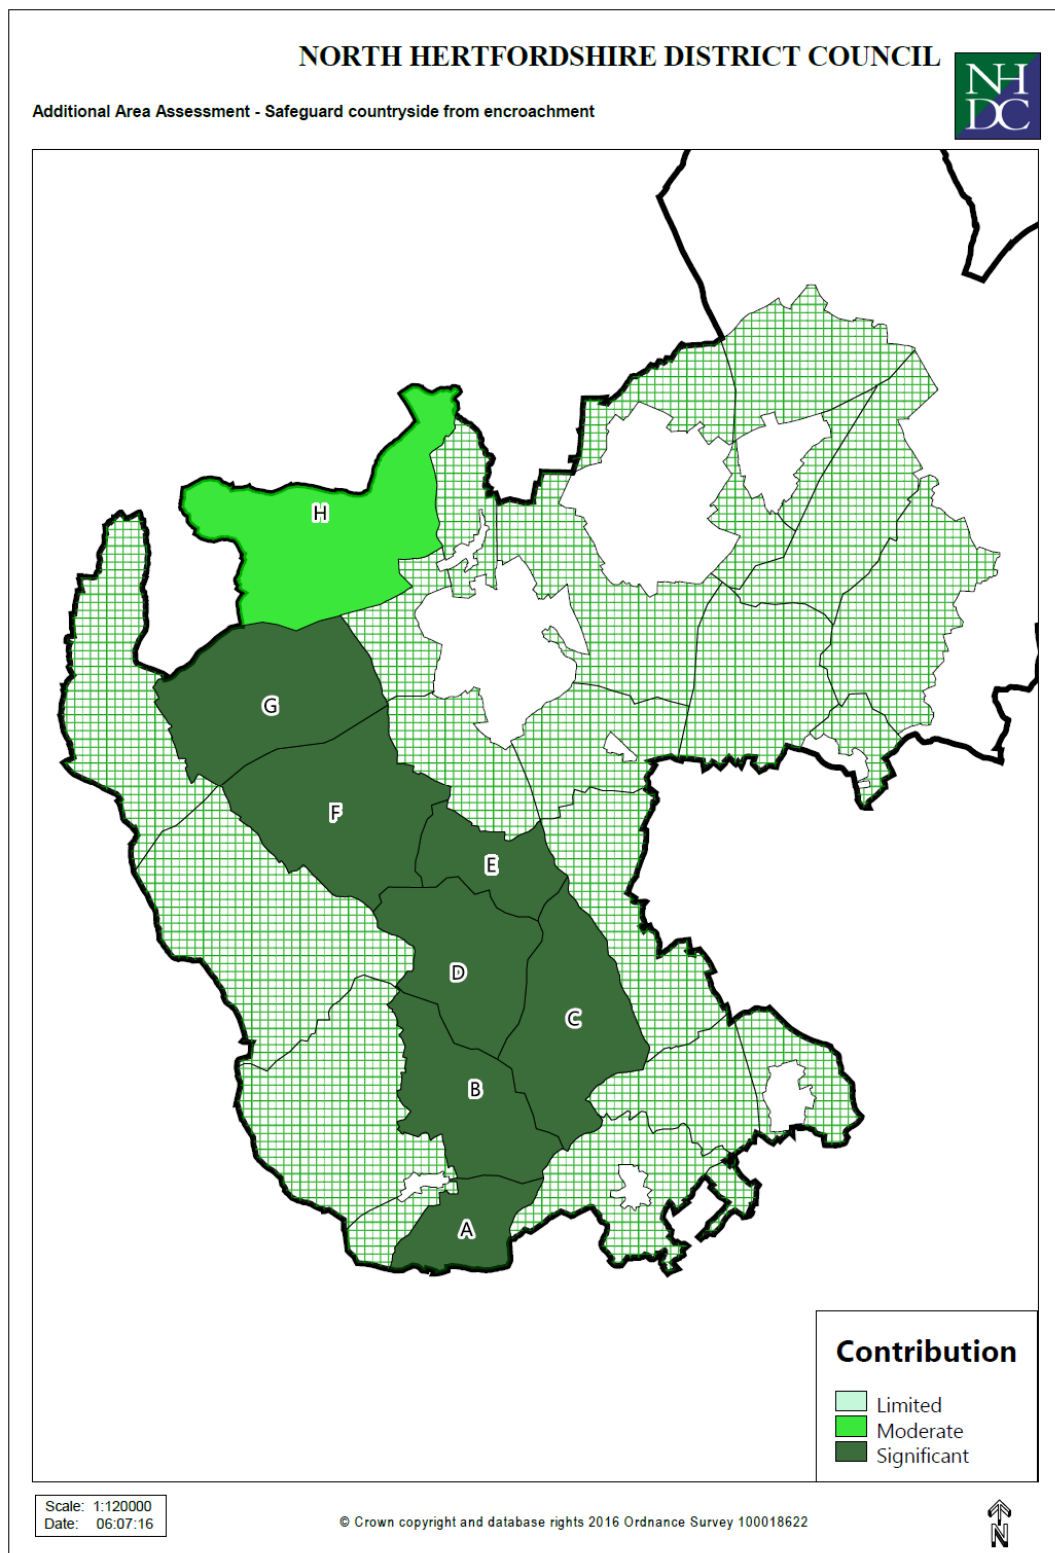 NORTH HERTFORDSHIRE DISTRICT COUNCIL
NH
DC
Additional Area Assessment - Safeguard countryside from encroachment
H
G
F
E
D
C
B
A
Contribution
Limited
Moderate
Significant
Scale: 1:120000
Date: 06:07:16
© Crown copyright and database rights 2016 Ordnance Survey 100018622
N